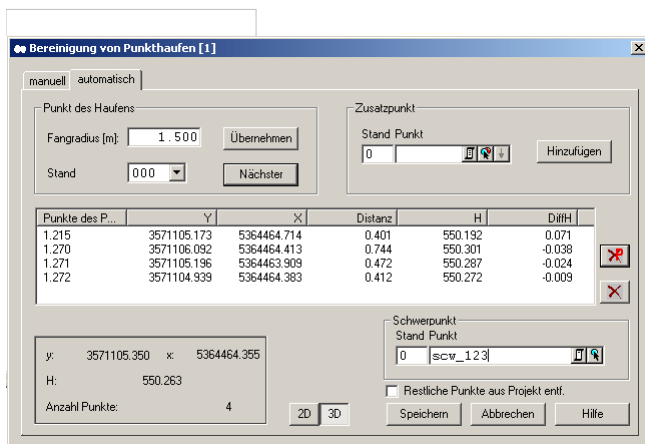 Bereinigung von Punkthaufen [1]
manuell automatisch
Punkt des Haufens
Fangradius [m]: 1.500 Übernehmen
Stand 000 Nächster
Zusatzpunkt
Stand Punkt
0 Hinzufügen
Punkte des P... Y X Distanz H DiffH
1.215 3571105.173 5364464.714 0.401 550.192 0.071
1.270 3571106.092 5364464.413 0.744 550.301 -0.038
1.271 3571105.196 5364463.909 0.472 550.287 -0.024
1.272 3571104.939 5364464.383 0.412 550.272 -0.009
y: 3571105.350 x: 5364464.355
H: 550.263
Anzahl Punkte: 4
2D 3D
Schwerpunkt
Stand Punkt
0 scw_123
Restliche Punkte aus Projekt entf.
Speichern Abbrechen Hilfe